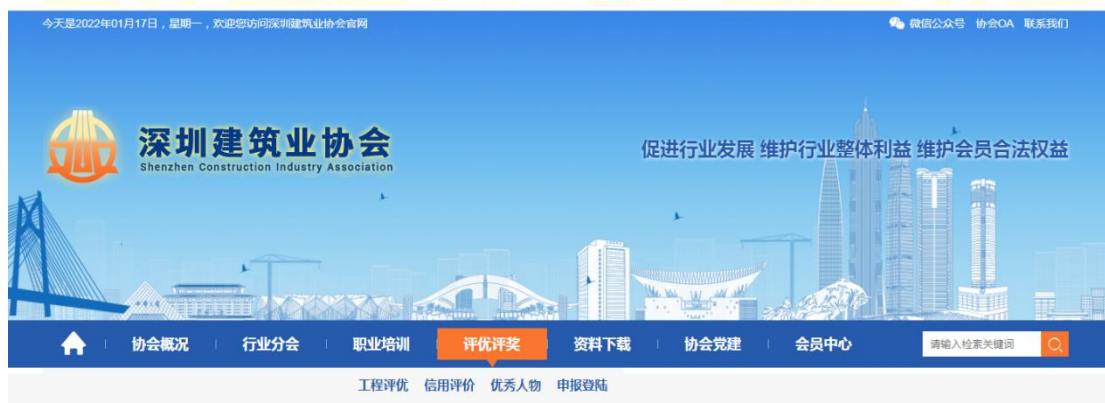 今天是2022年01月17日，星期一，欢迎您访问深圳建筑业协会官网
微信公众号 协会OA 联系我们
深圳建筑业协会
Shenzhen Construction Industry Association
促进行业发展 维护行业整体利益 维护会员合法权益
协会概况 行业分会 职业培训 评优评奖 资料下载 协会党建 会员中心 请输入检索关键词
工程评优 信用评价 优秀人物 申报登陆